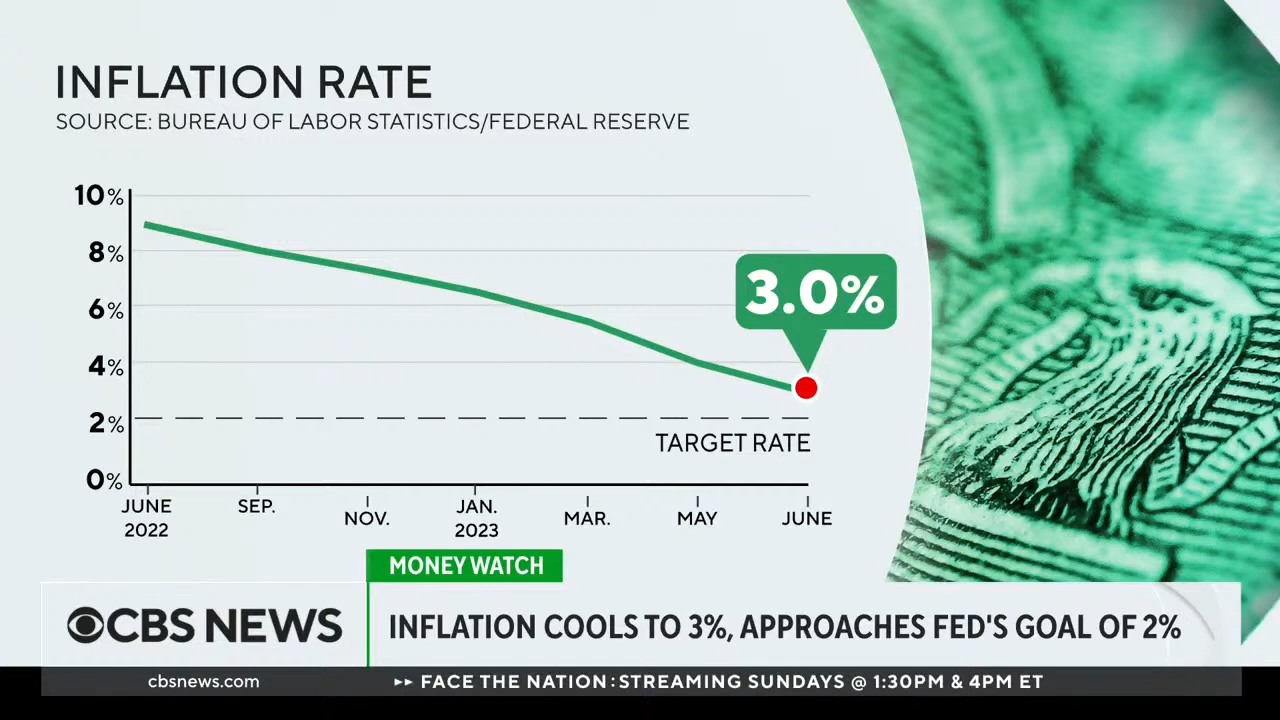 INFLATION RATE
SOURCE: BUREAU OF LABOR STATISTICS/FEDERAL RESERVE
10%
8%
6%
4%
2%
0%
3.0%
TARGET RATE
JUNE
2022
SEP.
NOV.
JAN.
2023
MAR.
MAY
JUNE
MONEY WATCH
CBS NEWS
INFLATION COOLS TO 3%, APPROACHES FED'S GOAL OF 2%
cbsnews.com
FACE THE NATION: STREAMING SUNDAYS @ 1:30PM & 4PM ET